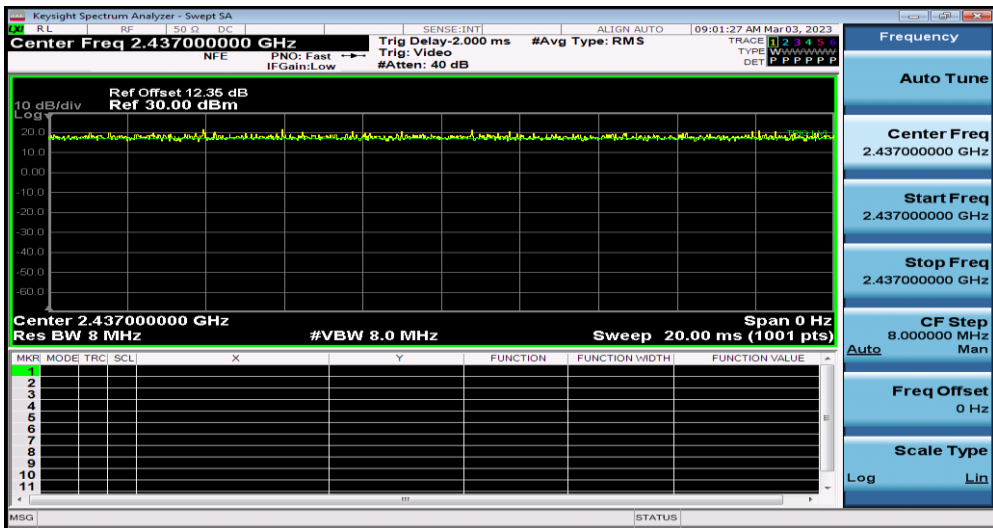 Keysight Spectrum Analyzer - Swept SA
LXI RL RF 50 Ω DC SENSE:INT ALIGN AUTO 09:01:27 AM Mar 03, 2023
Center Freq 2.437000000 GHz
NFE PNO: Fast IFGain:Low
Trig Delay-2.000 ms #Avg Type: RMS
Trig: Video
#Atten: 40 dB
TRACE 1 2 3 4 5 6
TYPE WWWWWW
DET P P P P P P
Ref Offset 12.35 dB
10 dB/div Ref 30.00 dBm
Log
20.0
10.0
0.00
-10.0
-20.0
-30.0
-40.0
-50.0
-60.0
Center 2.437000000 GHz Span 0 Hz
Res BW 8 MHz #VBW 8.0 MHz Sweep 20.00 ms (1001 pts)
MKR MODE TRC SCL X Y FUNCTION FUNCTION WIDTH FUNCTION VALUE
1
2
3
4
5
6
7
8
9
10
11
MSG STATUS
Frequency
Auto Tune
Center Freq
2.437000000 GHz
Start Freq
2.437000000 GHz
Stop Freq
2.437000000 GHz
CF Step
8.000000 MHz
Auto Man
Freq Offset
0 Hz
Scale Type
Log Lin